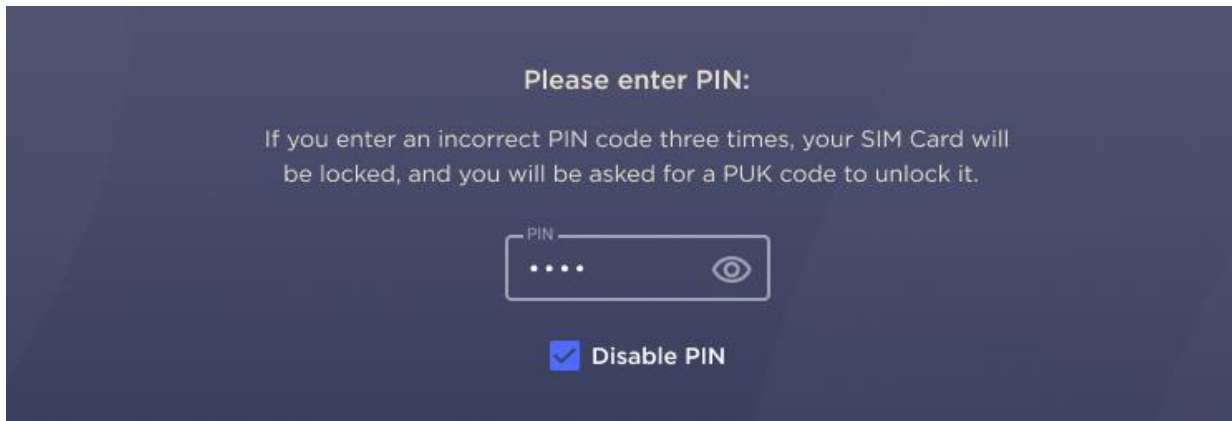 Please enter PIN:
If you enter an incorrect PIN code three times, your SIM Card will
be locked, and you will be asked for a PUK code to unlock it.
PIN
••••
Disable PIN